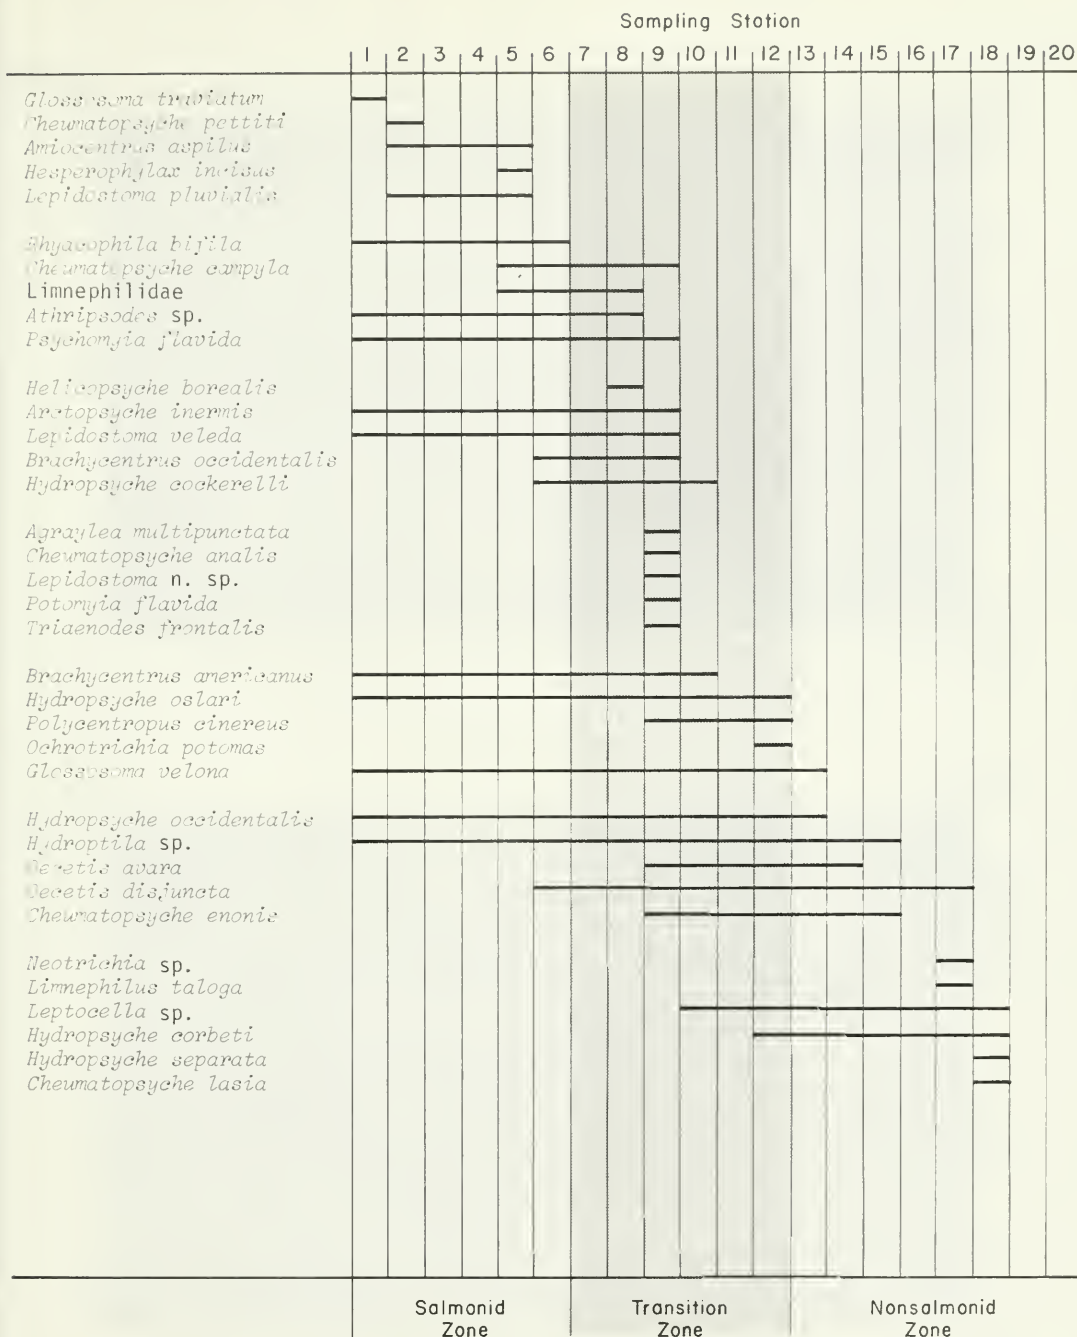 Sampling Station
1 2 3 4 5 6 7 8 9 10 11 12 13 14 15 16 17 18 19 20
Glossosoma traviatum
Cheumatopsyche pettiti
Amiocentrus aspilus
Hesperophylax incisus
Lepidostoma pluvialis
Rhyacophila bifila
Cheumatopsyche campyla
Limnephilidae
Athripsodes sp.
Psychomyia flavida
Helicopsyche borealis
Arctopsyche inermis
Lepidostoma veleda
Brachycentrus occidentalis
Hydropsyche cockerelli
Agraylea multipunctata
Cheumatopsyche analis
Lepidostoma n. sp.
Potomyia flavida
Triaenodes frontalis
Brachycentrus americanus
Hydropsyche oslari
Polycentropus cinereus
Ochrotrichia potomas
Glossosoma velona
Hydropsyche occidentalis
Hydroptila sp.
Oecetis avara
Oecetis disjuncta
Cheumatopsyche enonis
Neotrichia sp.
Limnephilus taloga
Leptocella sp.
Hydropsyche corbeti
Hydropsyche separata
Cheumatopsyche lasia
Salmonid Transition Nonsalmonid
Zone Zone Zone